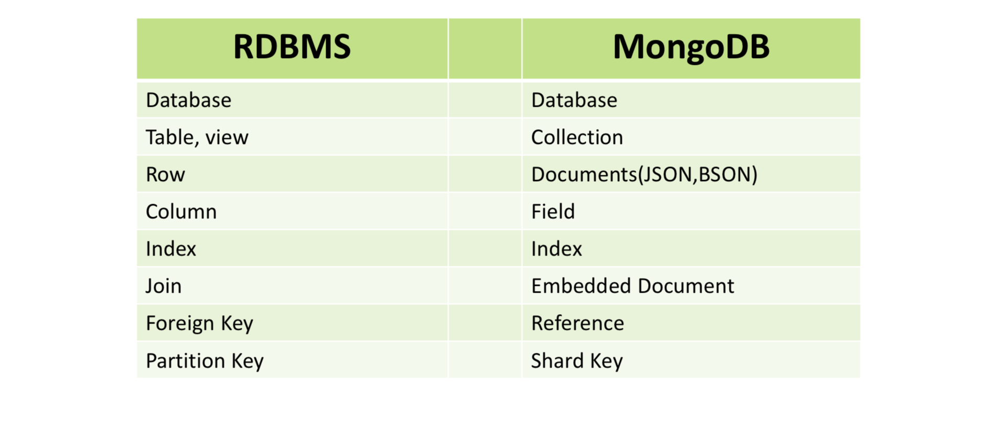 RDBMS MongoDB
Database Database
Table, view Collection
Row Documents(JSON,BSON)
Column Field
Index Index
Join Embedded Document
Foreign Key Reference
Partition Key Shard Key